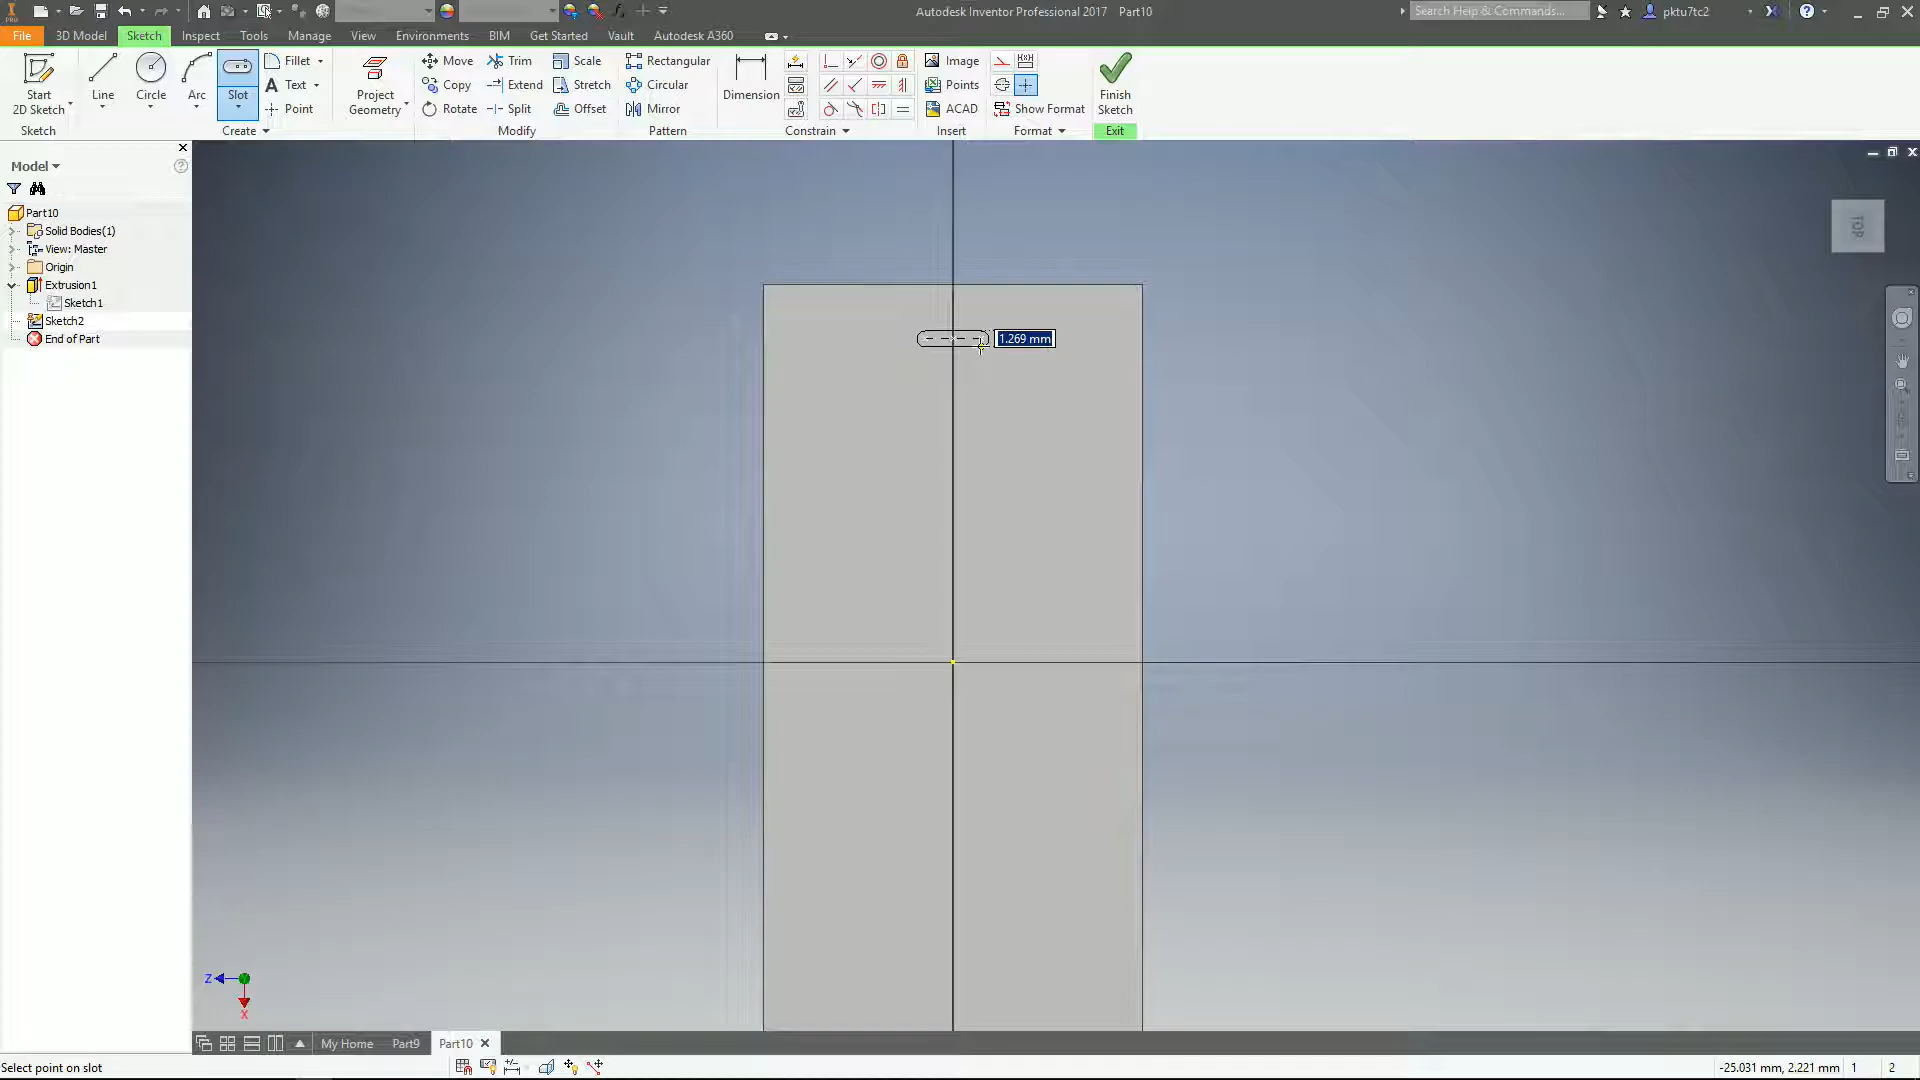 Autodesk Inventor Professional 2017 Part10
Search Help & Commands...
pktu7tc2
PRO
File 3D Model Sketch Inspect Tools Manage View Environments BIM Get Started Vault Autodesk A360
Start 2D Sketch
Line
Circle
Arc
Slot
Fillet
Text
Point
Project Geometry
Move
Copy
Rotate
Trim
Extend
Split
Scale
Stretch
Offset
Rectangular
Circular
Mirror
Dimension
Image
Points
ACAD
Show Format
Finish Sketch
Sketch Create Modify Pattern Constrain Insert Format Exit
Model
Part10
Solid Bodies(1)
View: Master
Origin
Extrusion1
Sketch1
Sketch2
End of Part
TOP
1.269 mm
Z
X
My Home Part9 Part10
Select point on slot
-25.031 mm, 2.221 mm 1 2